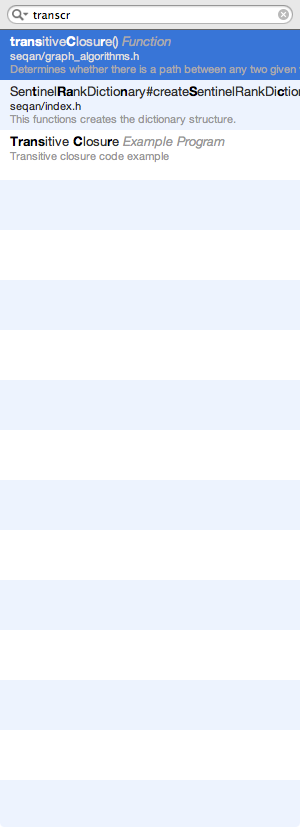 transcr
transitiveClosure() Function
seqan/graph_algorithms.h
Determines whether there is a path between any two given
SentinelRankDictionary#createSentinelRankDictio
seqan/index.h
This functions creates the dictionary structure.
Transitive Closure Example Program
Transitive closure code example